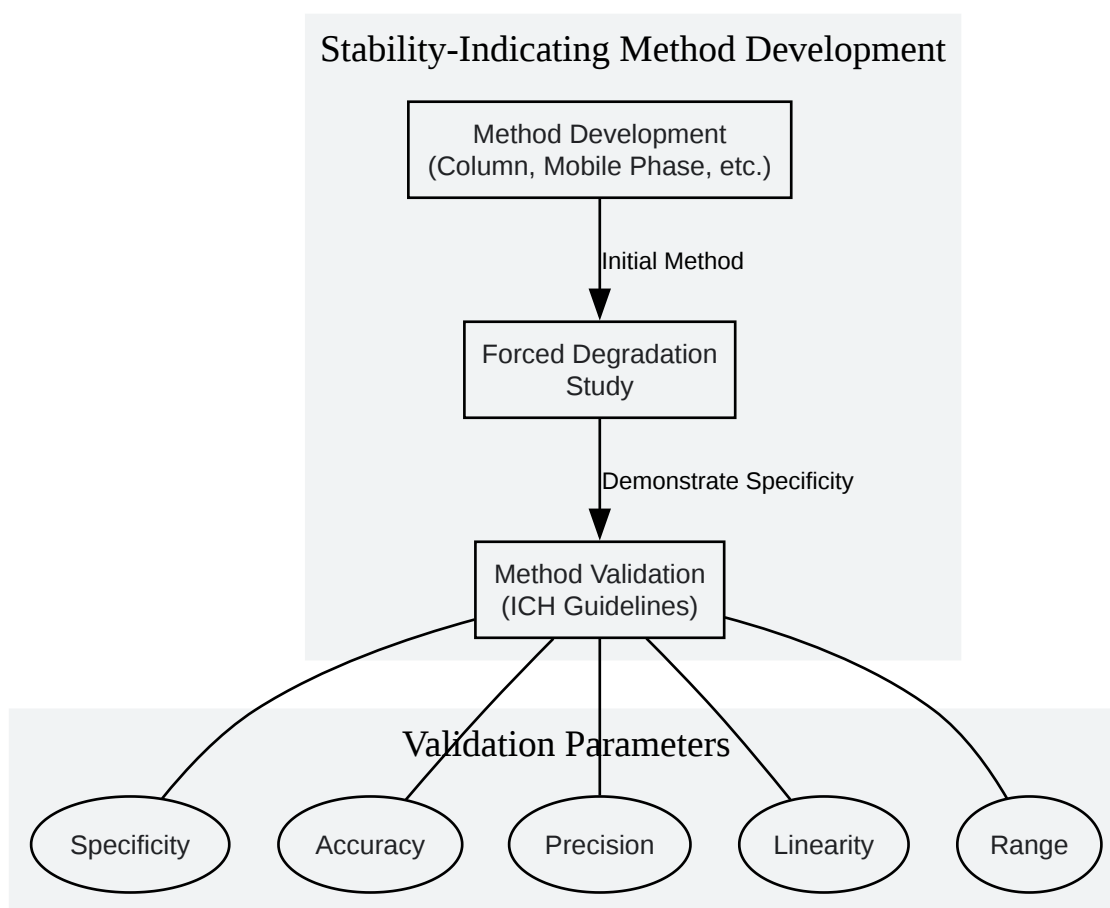 Stability-Indicating Method Development
Method Development
(Column, Mobile Phase, etc.)
Initial Method
Forced Degradation
Study
Demonstrate Specificity
Method Validation
(ICH Guidelines)
Validation Parameters
Specificity
Accuracy
Precision
Linearity
Range